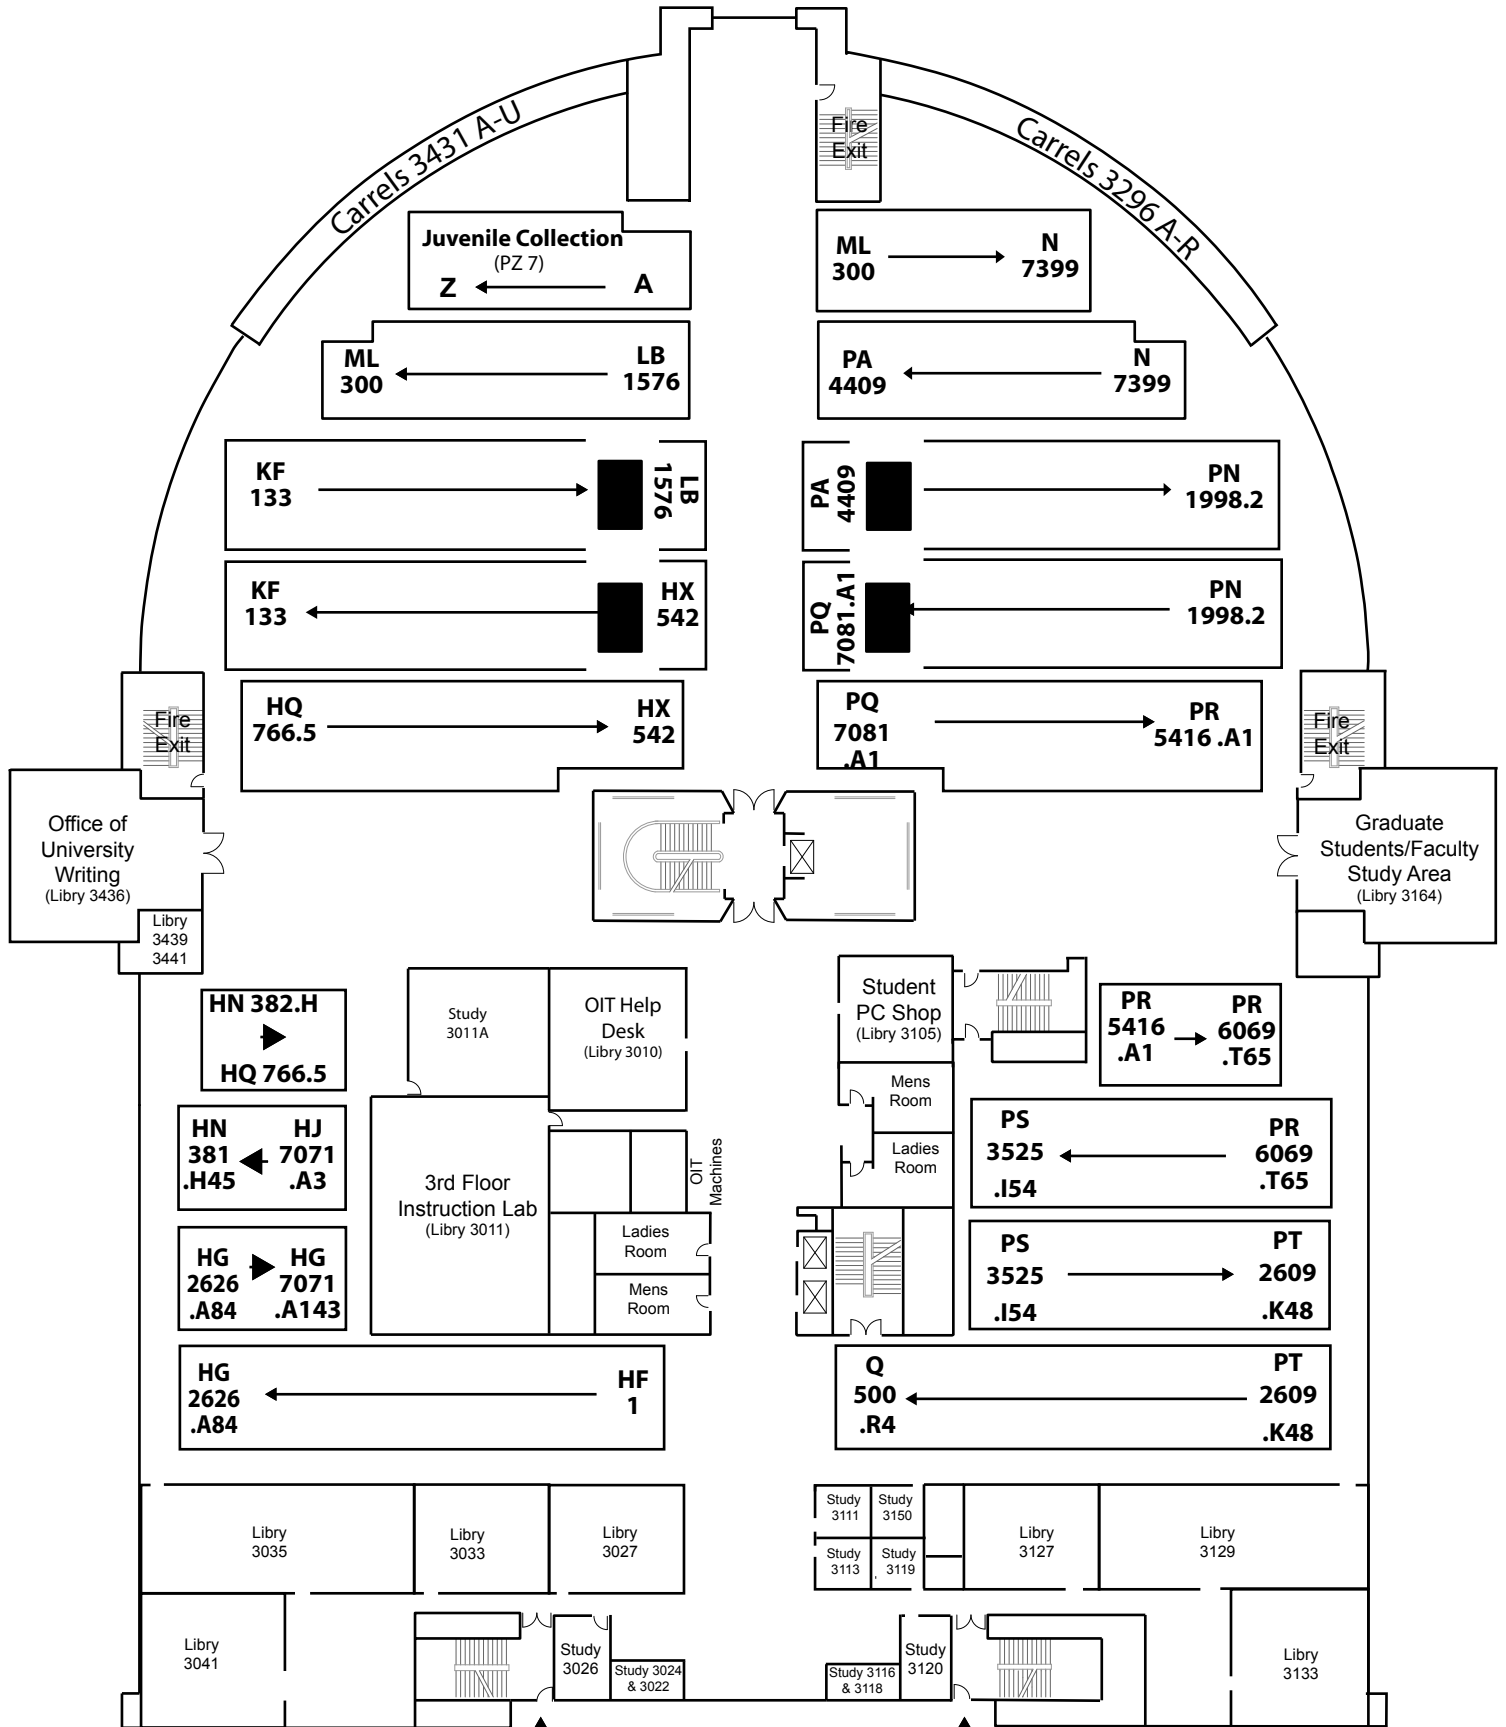 Carrels 3431 A-U
Carrels 3296 A-R
Fire
Exit
Juvenile Collection
(PZ 7)
Z
A
ML
300
N
7399
ML
300
LB
1576
PA
4409
N
7399
KF
133
LB
1576
PA
4409
PN
1998.2
KF
133
HX
542
PQ
7081.A1
PN
1998.2
HQ
766.5
HX
542
PQ
7081
.A1
PR
5416 .A1
Fire
Exit
Fire
Exit
Office of
University
Writing
(Libry 3436)
Libry
3439
3441
Graduate
Students/Faculty
Study Area
(Libry 3164)
HN 382.H
HQ 766.5
Study
3011A
OIT Help
Desk
(Libry 3010)
Student
PC Shop
(Libry 3105)
PR
5416
.A1
PR
6069
.T65
Mens
Room
Ladies
Room
HN
381
.H45
HJ
7071
.A3
3rd Floor
Instruction Lab
(Libry 3011)
OIT
Machines
PS
3525
.I54
PR
6069
.T65
Ladies
Room
Mens
Room
HG
2626
.A84
HG
7071
.A143
PS
3525
.I54
PT
2609
.K48
HG
2626
.A84
HF
1
Q
500
.R4
PT
2609
.K48
Libry
3035
Libry
3033
Libry
3027
Study
3111
Study
3150
Study
3113
Study
3119
Libry
3127
Libry
3129
Libry
3041
Study
3026
Study 3024
& 3022
Study 3116
& 3118
Study
3120
Libry
3133